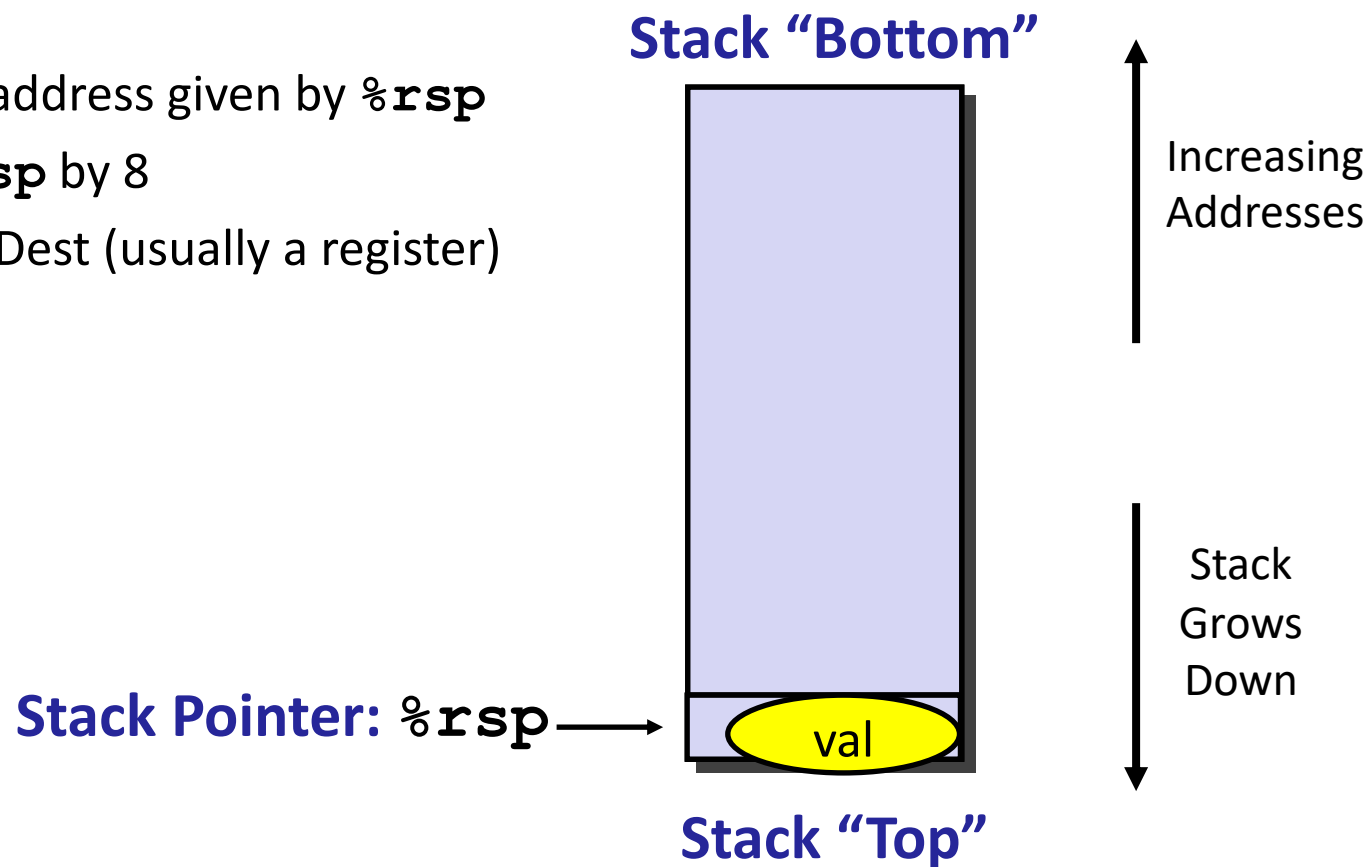 Stack “Bottom”
address given by %rsp
sp by 8
Dest (usually a register)
Increasing
Addresses
Stack
Grows
Down
Stack Pointer: %rsp
val
Stack “Top”